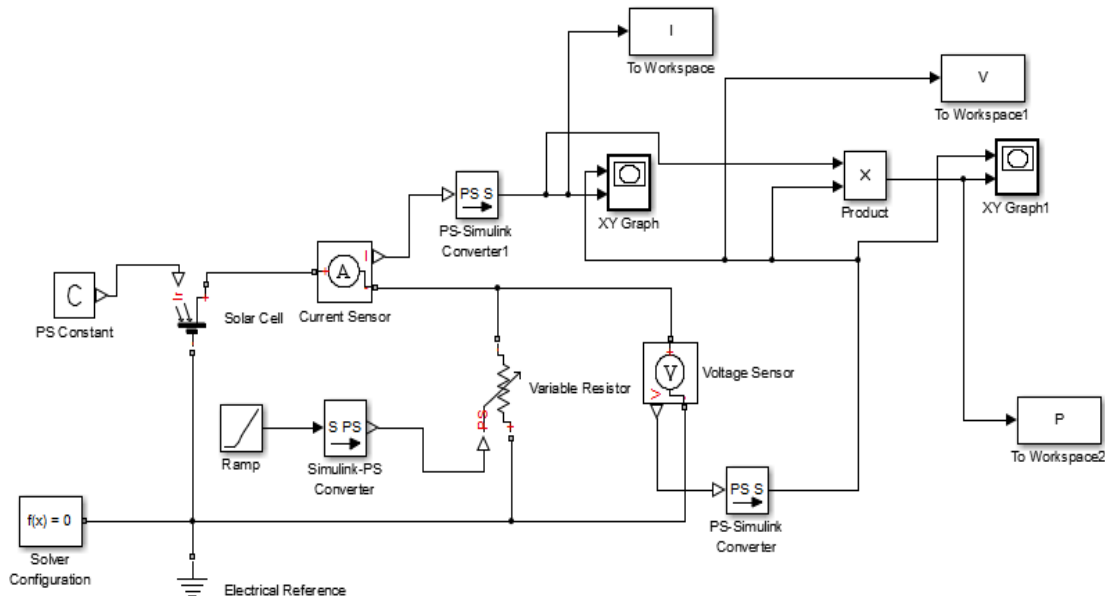 I
To Workspace
V
To Workspace1
X
Product
XY Graph
XY Graph1
PS S
PS-Simulink
Converter1
I
+
A
-
Current Sensor
C
PS Constant
Ir
+
-
Solar Cell
+
V
-
V
Voltage Sensor
-
PS
+
Variable Resistor
Ramp
S PS
Simulink-PS
Converter
P
To Workspace2
PS S
PS-Simulink
Converter
f(x) = 0
Solver
Configuration
Electrical Reference